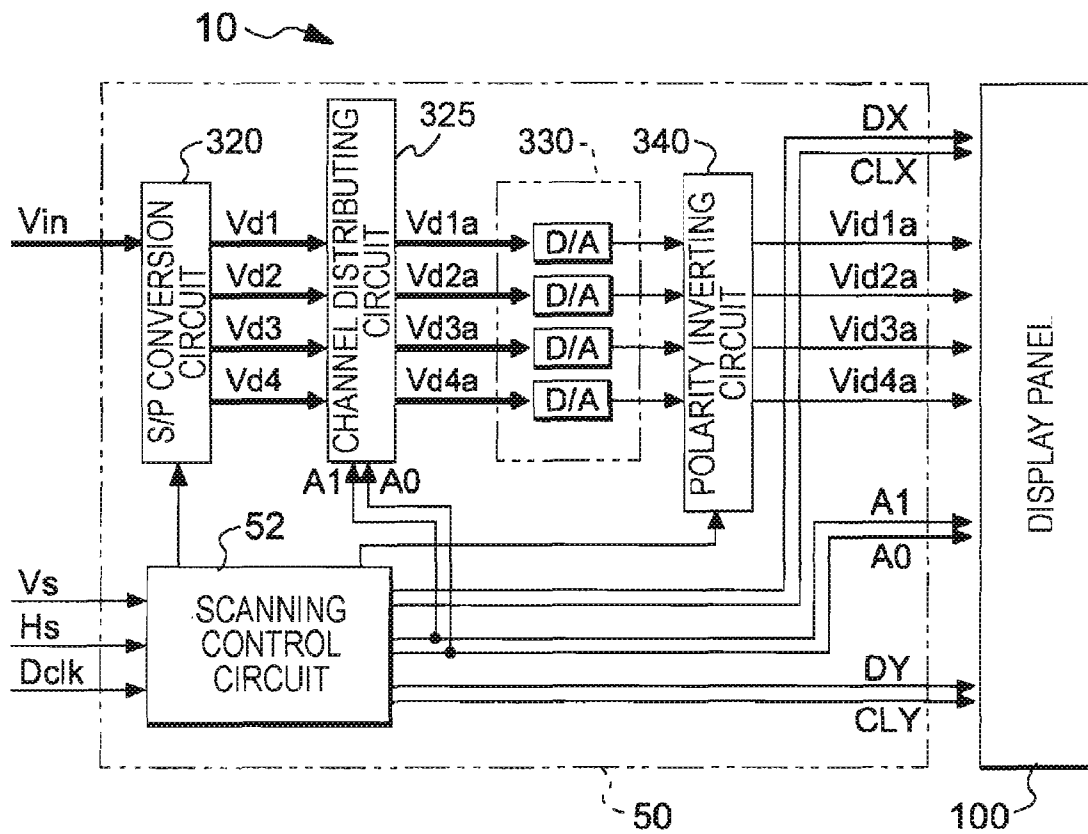 10
320
325
330
340
DX
CLX
Vin
S/P CONVERSION
CIRCUIT
Vd1
Vd2
Vd3
Vd4
CHANNEL DISTRIBUTING
CIRCUIT
Vd1a
Vd2a
Vd3a
Vd4a
D/A
D/A
D/A
D/A
POLARITY INVERTING
CIRCUIT
Vid1a
Vid2a
Vid3a
Vid4a
DISPLAY PANEL
A1
A0
52
A1
A0
Vs
Hs
Dclk
SCANNING
CONTROL
CIRCUIT
DY
CLY
50
100